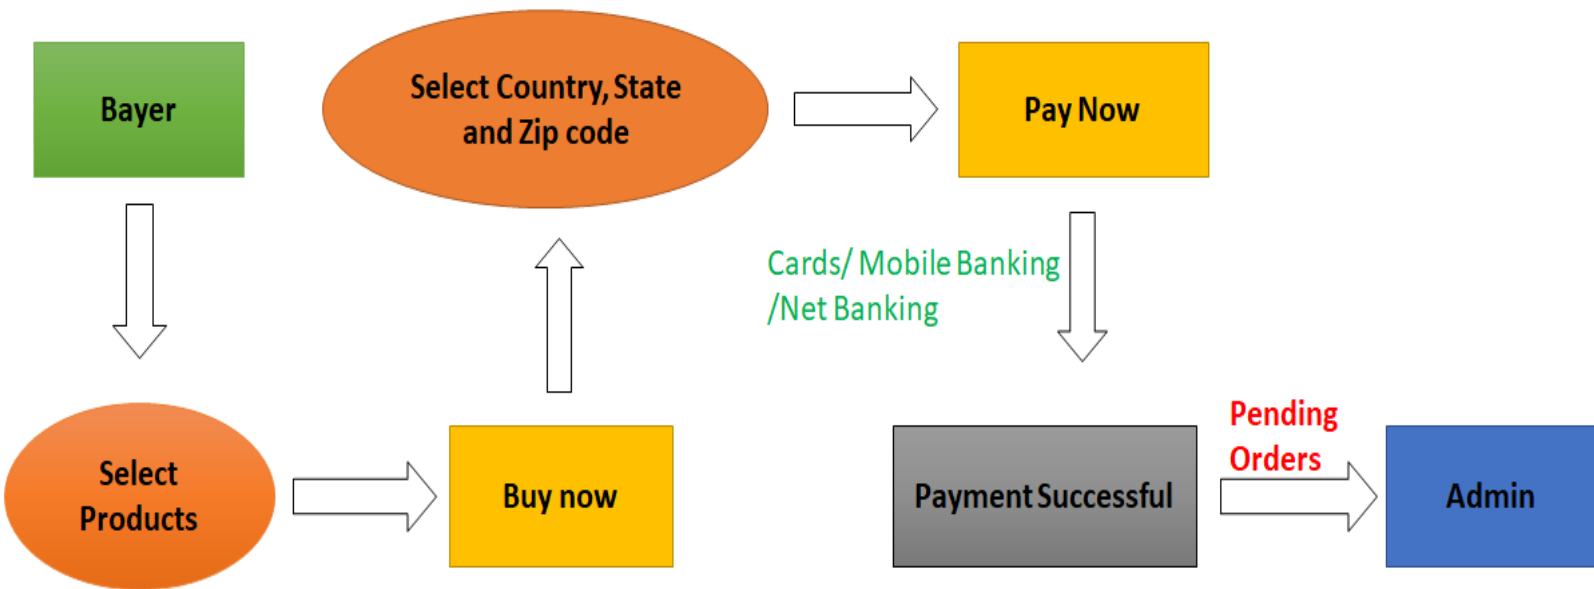 Bayer
Select Country, State
and Zip code
Pay Now
Cards/ Mobile Banking
/Net Banking
Select
Products
Buy now
Payment Successful
Pending
Orders
Admin